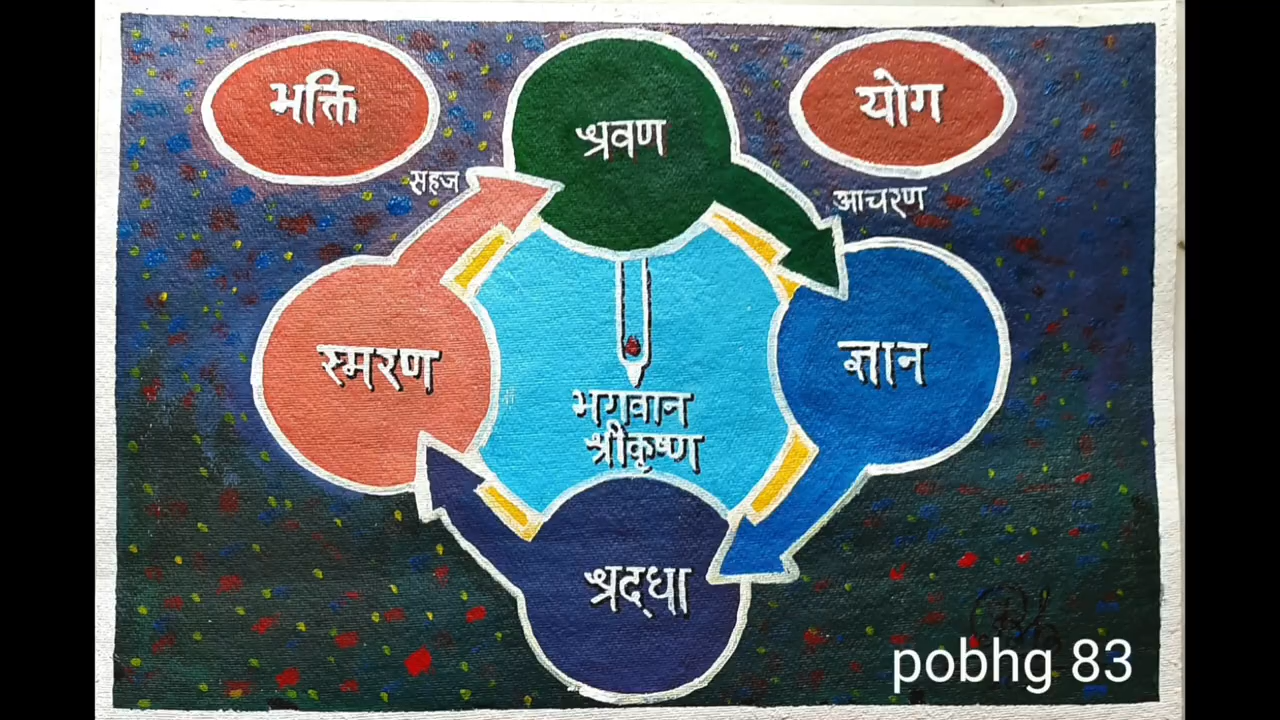 भक्ति
श्रवण
योग
सहज
आचरण
स्मरण
ज्ञान
भगवान
श्रीकृष्ण
श्रद्धा
pobhg 83